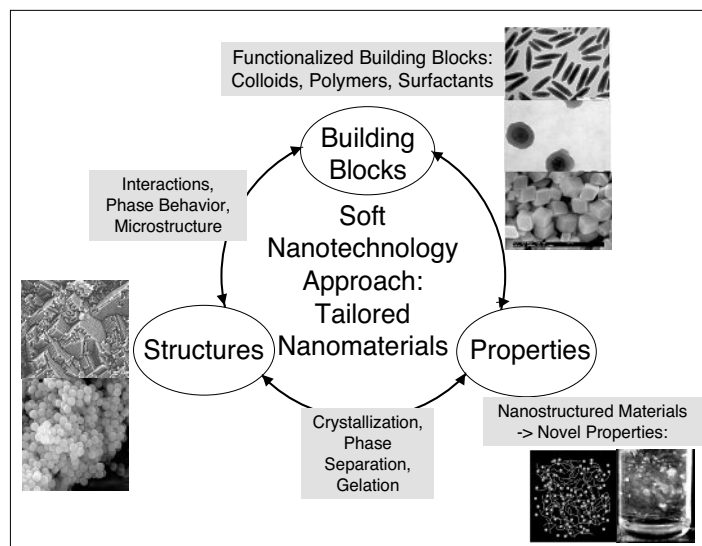 Functionalized Building Blocks:
Colloids, Polymers, Surfactants
Building
Blocks
Interactions,
Phase Behavior,
Microstructure
Soft
Nanotechnology
Approach:
Tailored
Nanomaterials
Structures
Properties
Crystallization,
Phase
Separation,
Gelation
Nanostructured Materials
-> Novel Properties: